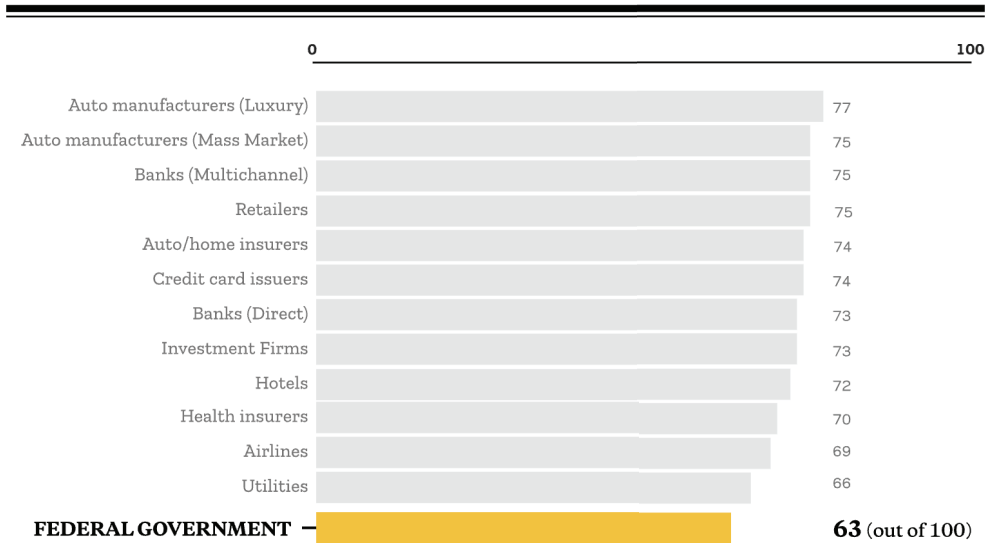 0 100
Auto manufacturers (Luxury) 77
Auto manufacturers (Mass Market) 75
Banks (Multichannel) 75
Retailers 75
Auto/home insurers 74
Credit card issuers 74
Banks (Direct) 73
Investment Firms 73
Hotels 72
Health insurers 70
Airlines 69
Utilities 66
FEDERAL GOVERNMENT 63 (out of 100)